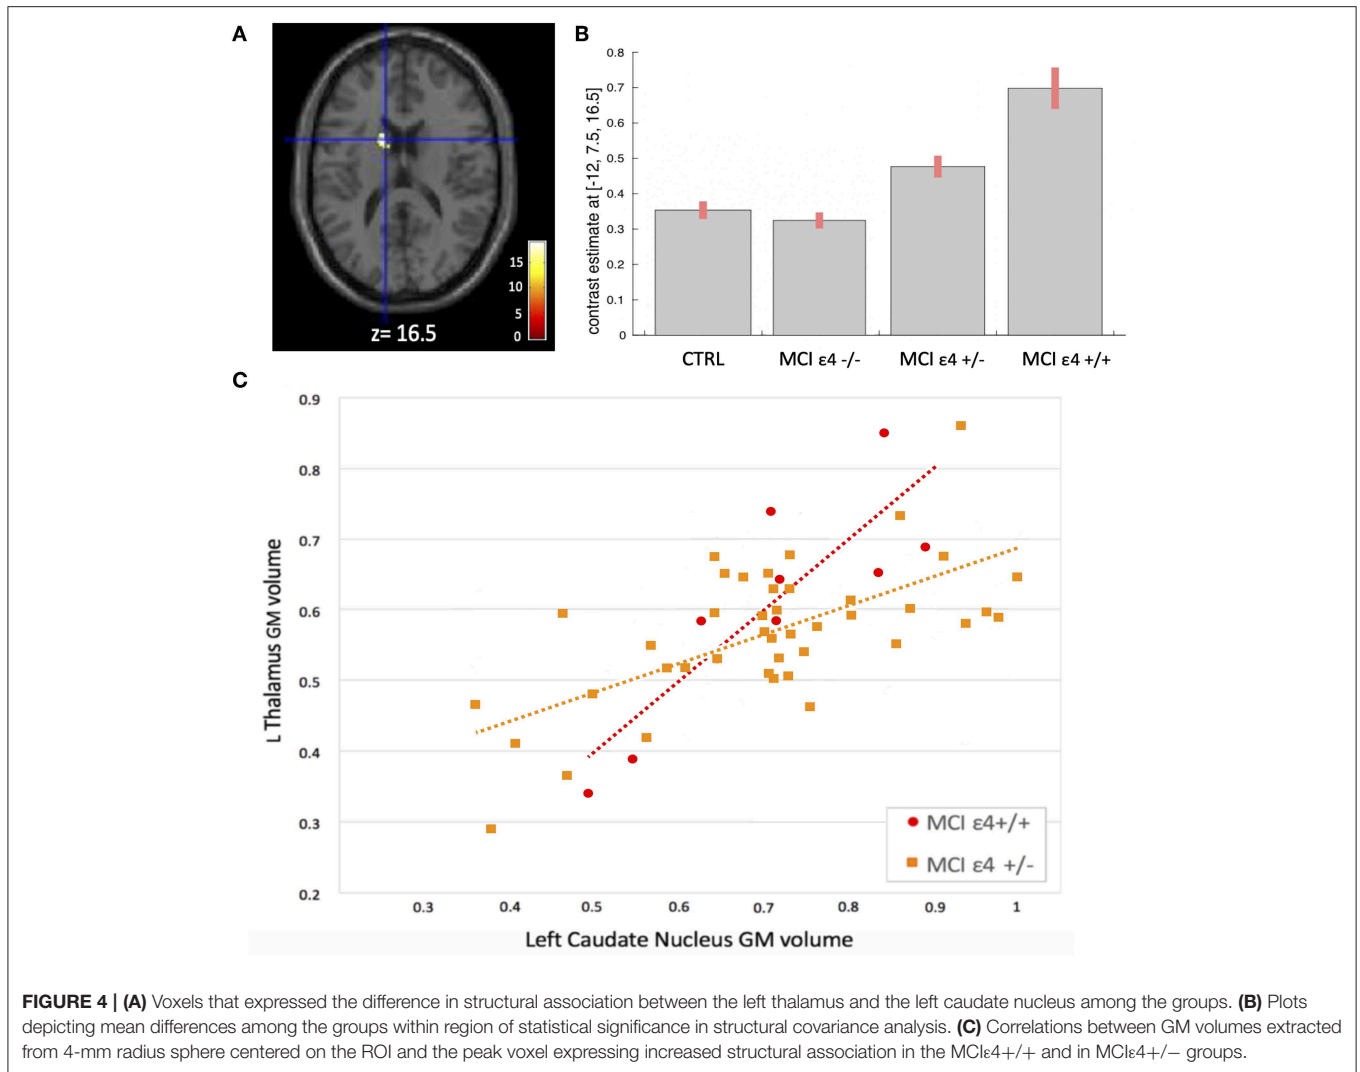 A
15
10
5
0
z= 16.5
B
contrast estimate at [-12, 7.5, 16.5]
0.8
0.7
0.6
0.5
0.4
0.3
0.2
0.1
0
CTRL MCI ε4 -/- MCI ε4 +/- MCI ε4 +/+
C
L Thalamus GM volume
0.9
0.8
0.7
0.6
0.5
0.4
0.3
0.2
MCI ε4+/+
MCI ε4 +/-
0.3 0.4 0.5 0.6 0.7 0.8 0.9 1
Left Caudate Nucleus GM volume
FIGURE 4 | (A) Voxels that expressed the difference in structural association between the left thalamus and the left caudate nucleus among the groups. (B) Plots
depicting mean differences among the groups within region of statistical significance in structural covariance analysis. (C) Correlations between GM volumes extracted
from 4-mm radius sphere centered on the ROI and the peak voxel expressing increased structural association in the MCIε4+/+ and in MCIε4+/− groups.